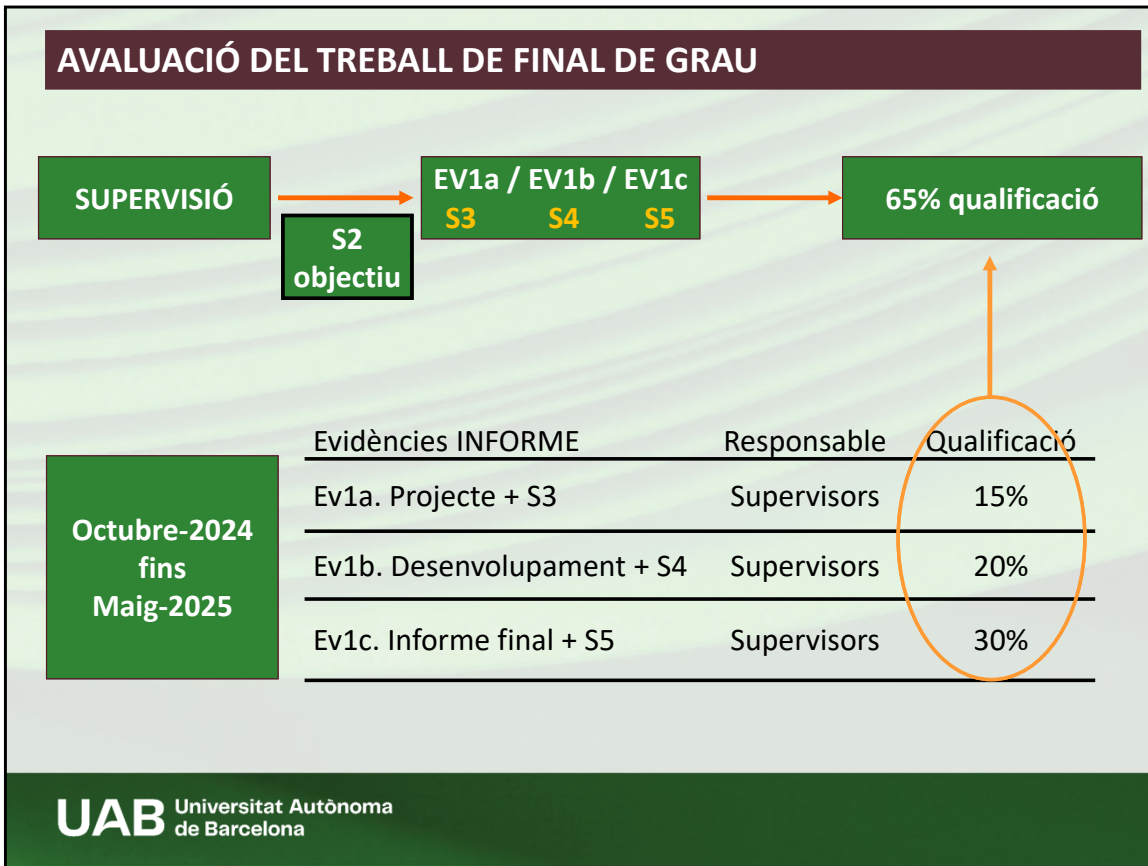 AVALUACIÓ DEL TREBALL DE FINAL DE GRAU
SUPERVISIÓ
S2
objectiu
EV1a / EV1b / EV1c
S3 S4 S5
65% qualificació
Octubre-2024
fins
Maig-2025
Evidències INFORME Responsable Qualificació
Ev1a. Projecte + S3 Supervisors 15%
Ev1b. Desenvolupament + S4 Supervisors 20%
Ev1c. Informe final + S5 Supervisors 30%
UAB Universitat Autònoma
de Barcelona